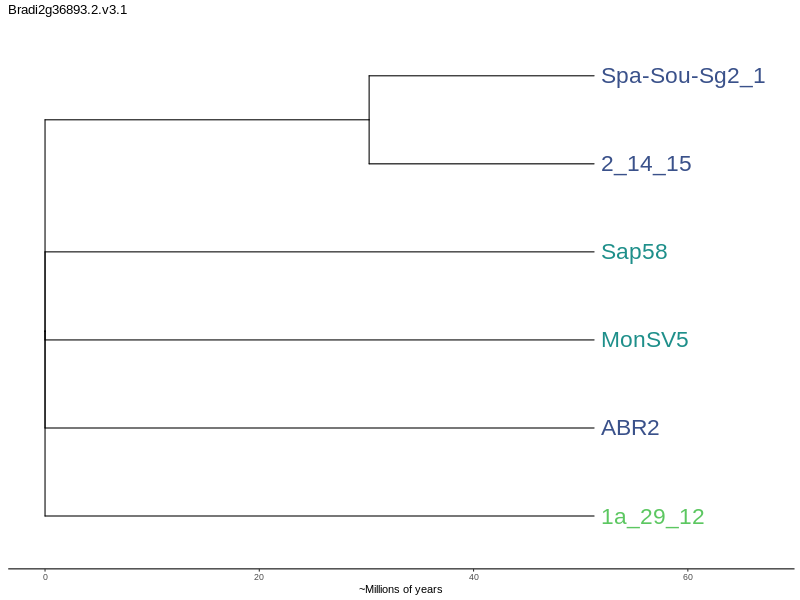 Bradi2g36893.2.v3.1
Spa-Sou-Sg2_1
2_14_15
Sap58
MonSV5
ABR2
1a_29_12
0 20 40 60
~Millions of years